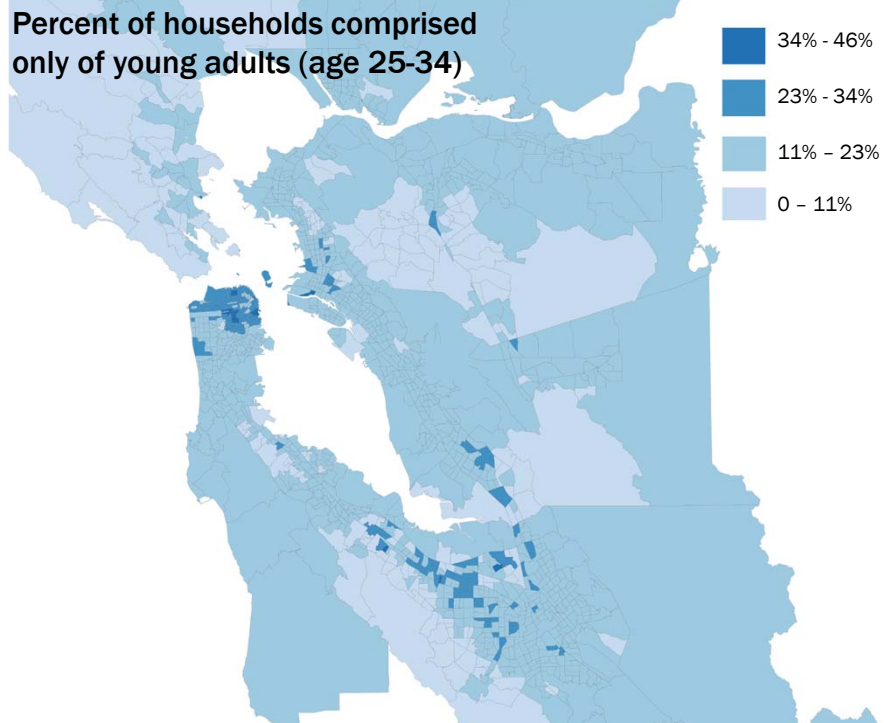 Percent of households comprised
only of young adults (age 25-34)
34% - 46%
23% - 34%
11% – 23%
0 – 11%